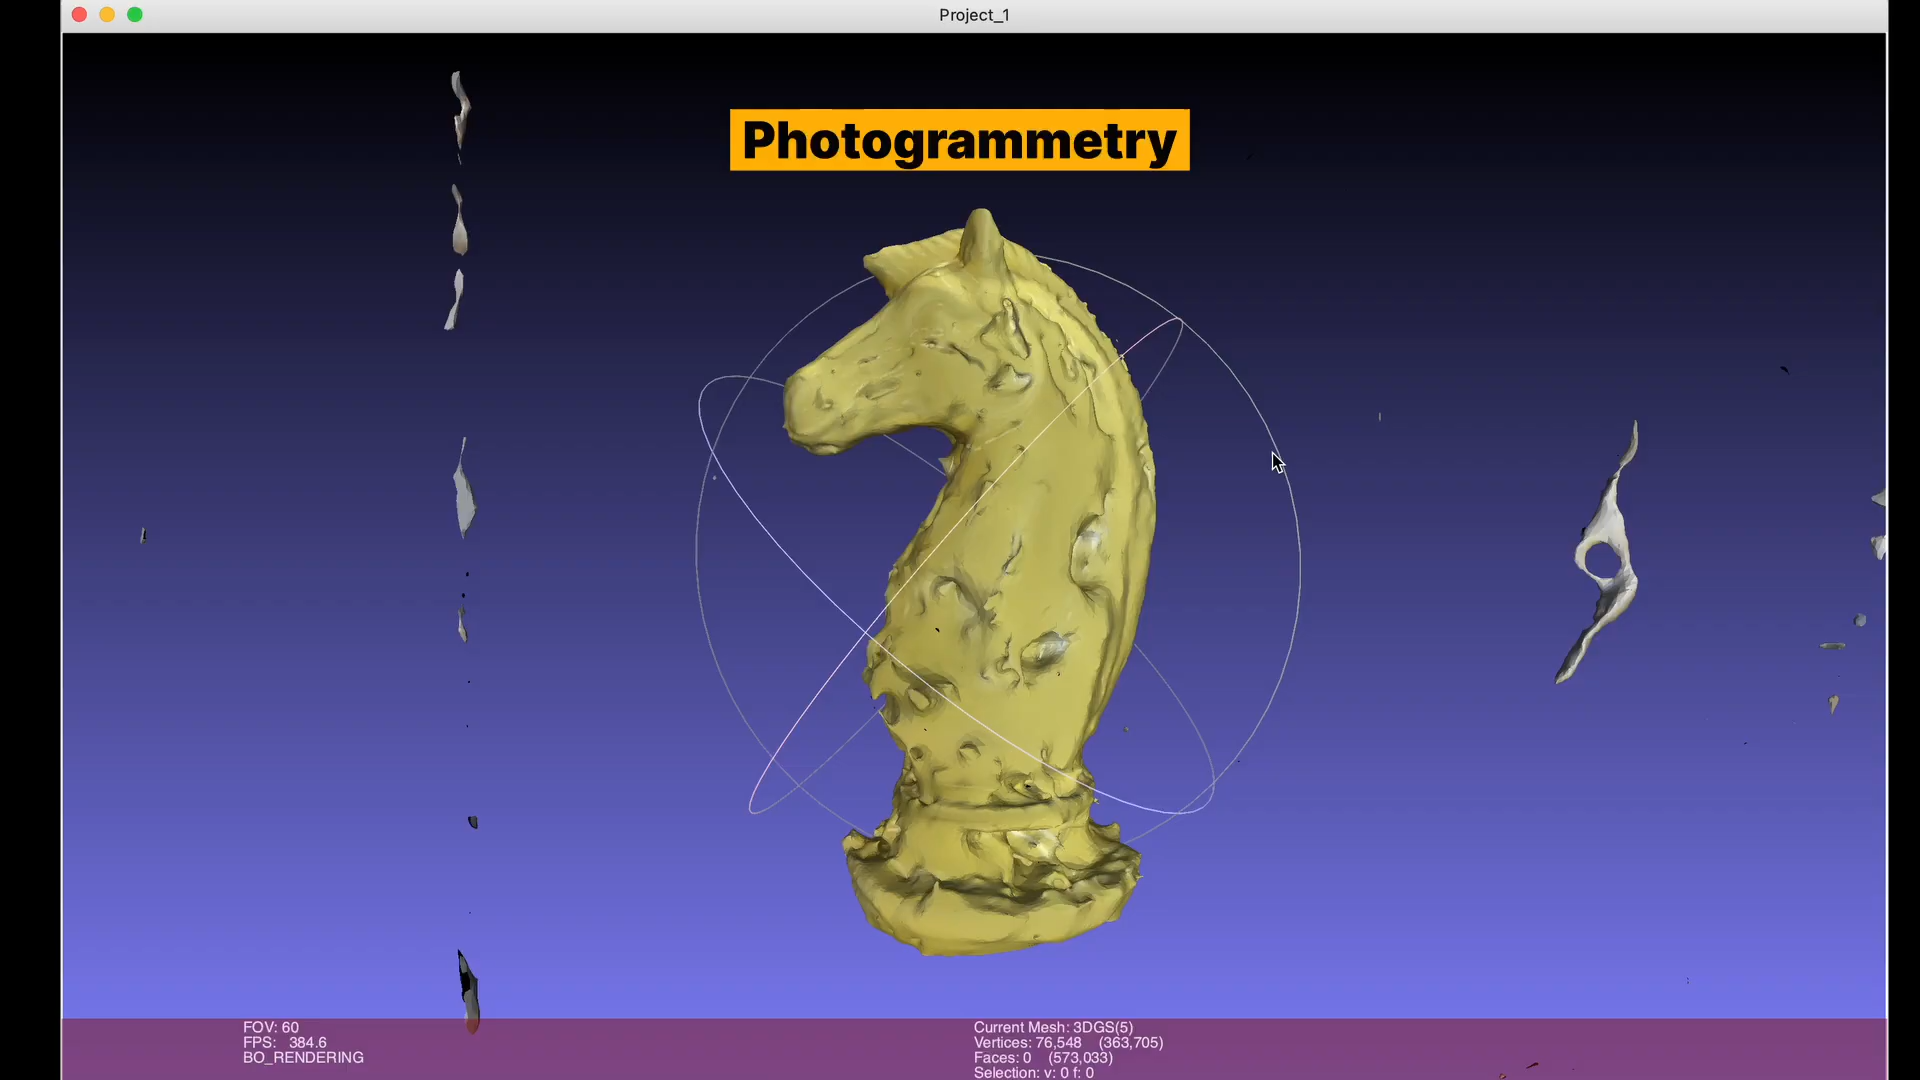 Project_1
Photogrammetry
FOV: 60
FPS: 384.6
BO_RENDERING
Current Mesh: 3DGS(5)
Vertices: 76,548 (363,705)
Faces: 0 (573,033)
Selection: v: 0 f: 0